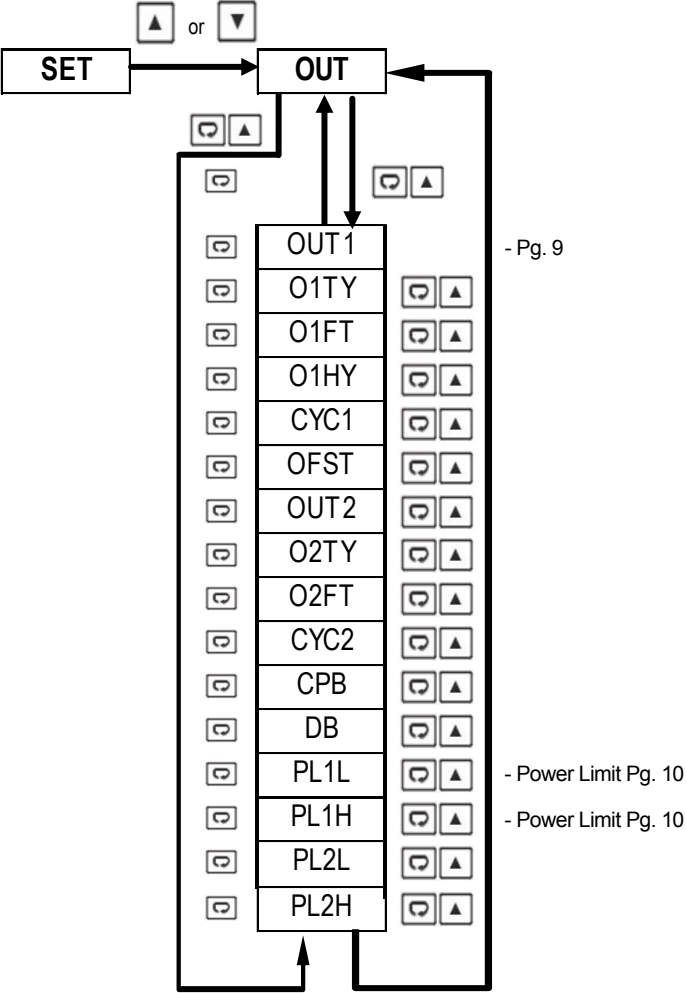 or
SET
OUT
OUT1
- Pg. 9
O1TY
O1FT
O1HY
CYC1
OFST
OUT2
O2TY
O2FT
CYC2
CPB
DB
PL1L
- Power Limit Pg. 10
PL1H
- Power Limit Pg. 10
PL2L
PL2H